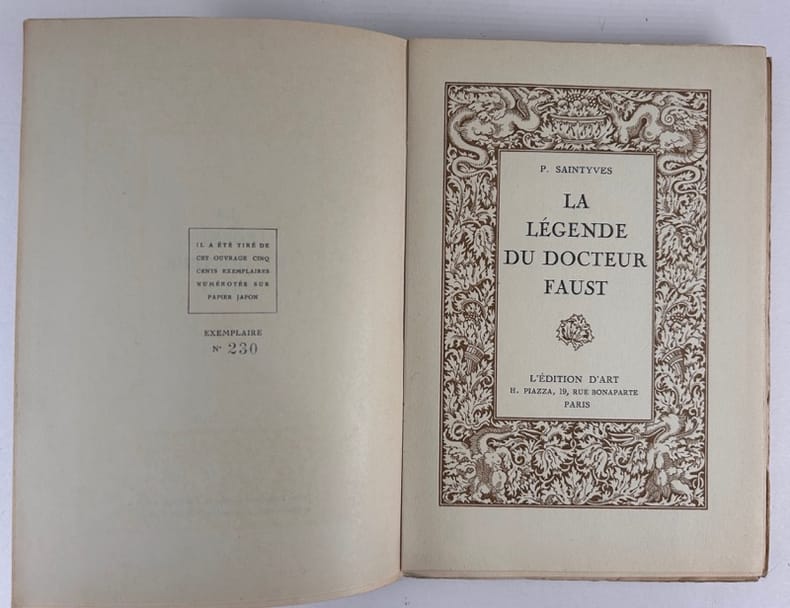 IL A ÉTÉ TIRÉ DE
CET OUVRAGE CINQ
CENTS EXEMPLAIRES
NUMÉROTÉS SUR
PAPIER JAPON
EXEMPLAIRE
N° 230
P. SAINTYVES
LA
LÉGENDE
DU DOCTEUR
FAUST
L'ÉDITION D'ART
H. PIAZZA, 19, RUE BONAPARTE
PARIS